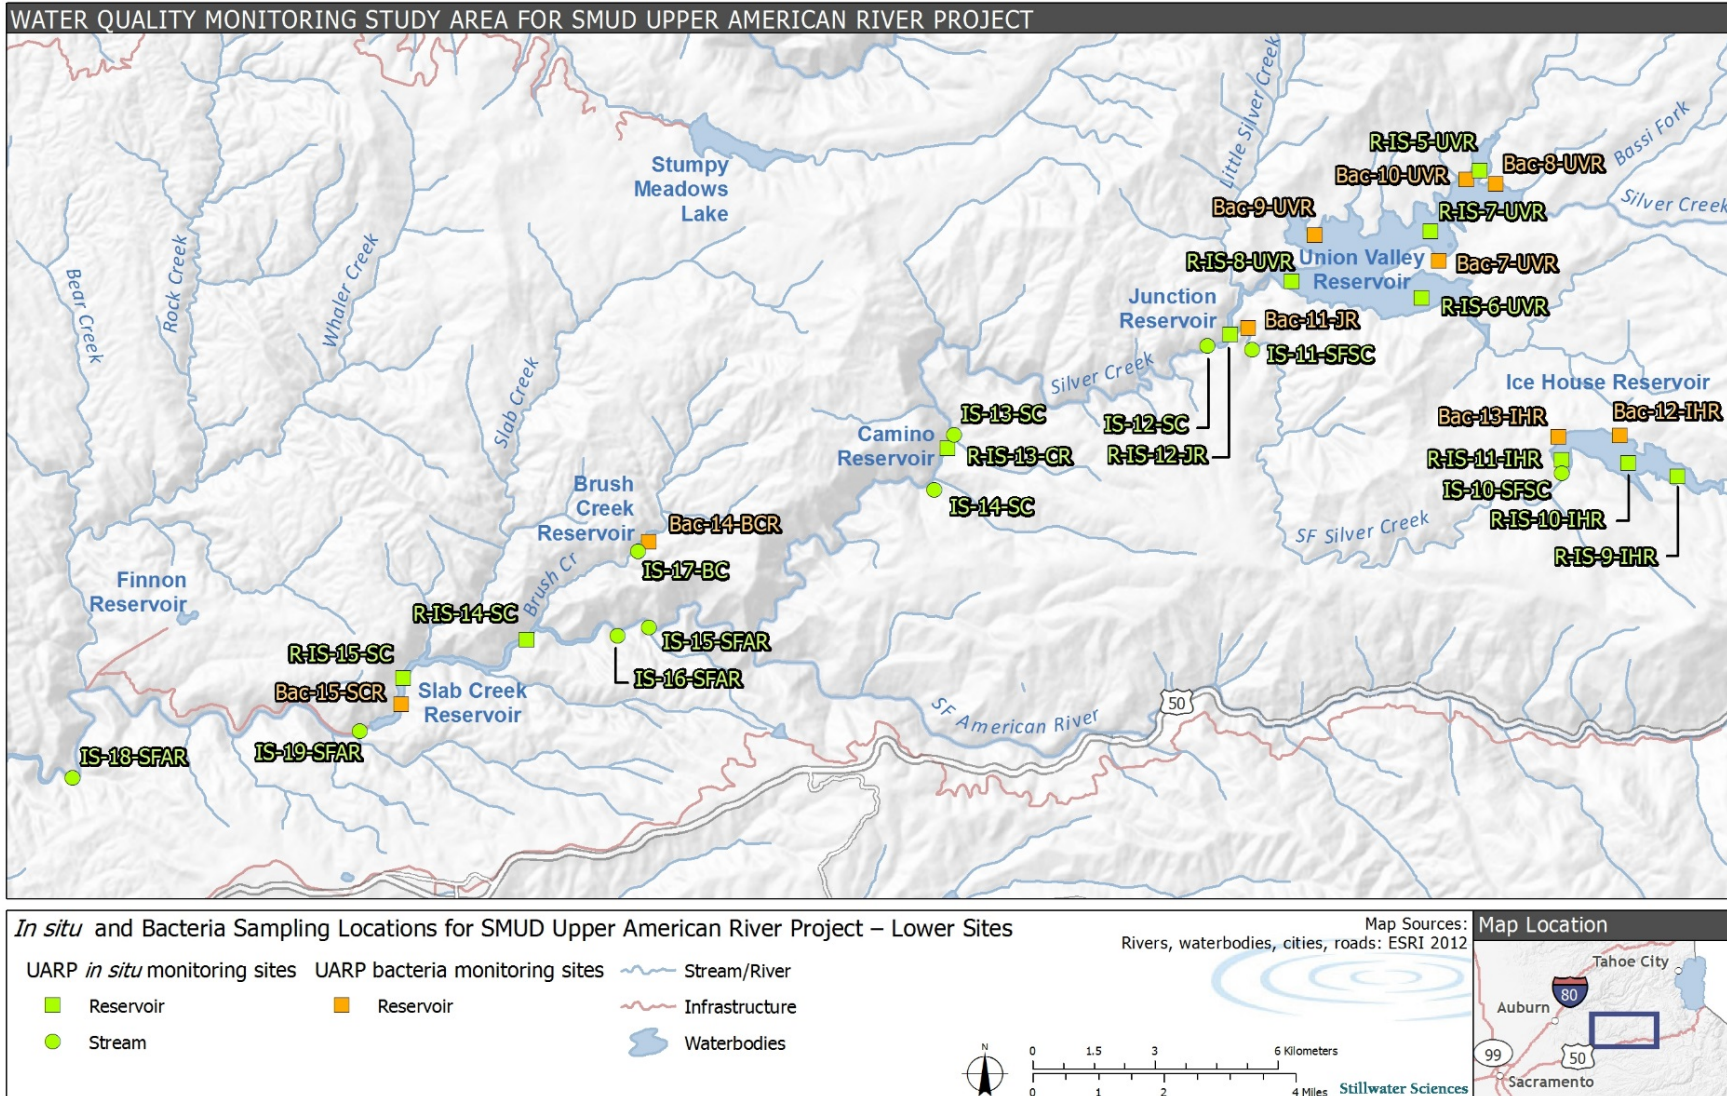 WATER QUALITY MONITORING STUDY AREA FOR SMUD UPPER AMERICAN RIVER PROJECT
Little Silver Creek
R-IS-5-UVR
Bassi Fork
Bac-8-UVR
Bac-10-UVR
Stumpy
Meadows
Lake
Silver Creek
Bac-9-UVR
R-IS-7-UVR
Rock Creek
Whaler Creek
Bear Creek
R-IS-8-UVR
Union Valley
Reservoir
Bac-7-UVR
Junction
Reservoir
R-IS-6-UVR
Bac-11-JR
IS-11-SFSC
Silver Creek
Slab Creek
Ice House Reservoir
IS-13-SC
IS-12-SC
Bac-13-IHR
Bac-12-IHR
Camino
Reservoir
R-IS-13-CR
R-IS-12-JR
R-IS-11-IHR
IS-10-SFSC
Brush
Creek
Reservoir
IS-14-SC
R-IS-10-IHR
Bac-14-BCR
SF Silver Creek
R-IS-9-IHR
IS-17-BC
Brush Cr
Finnon
Reservoir
R-IS-14-SC
R-IS-15-SC
IS-15-SFAR
IS-16-SFAR
Bac-15-SCR
Slab Creek
Reservoir
SF American River
50
IS-18-SFAR
IS-19-SFAR
In situ and Bacteria Sampling Locations for SMUD Upper American River Project – Lower Sites
UARP in situ monitoring sites
Reservoir
Stream
UARP bacteria monitoring sites
Reservoir
Stream/River
Infrastructure
Waterbodies
Map Sources:
Rivers, waterbodies, cities, roads: ESRI 2012
N
0 1.5 3 6 Kilometers
0 1 2 4 Miles
Stillwater Sciences
Map Location
Tahoe City
80
Auburn
99
50
Sacramento